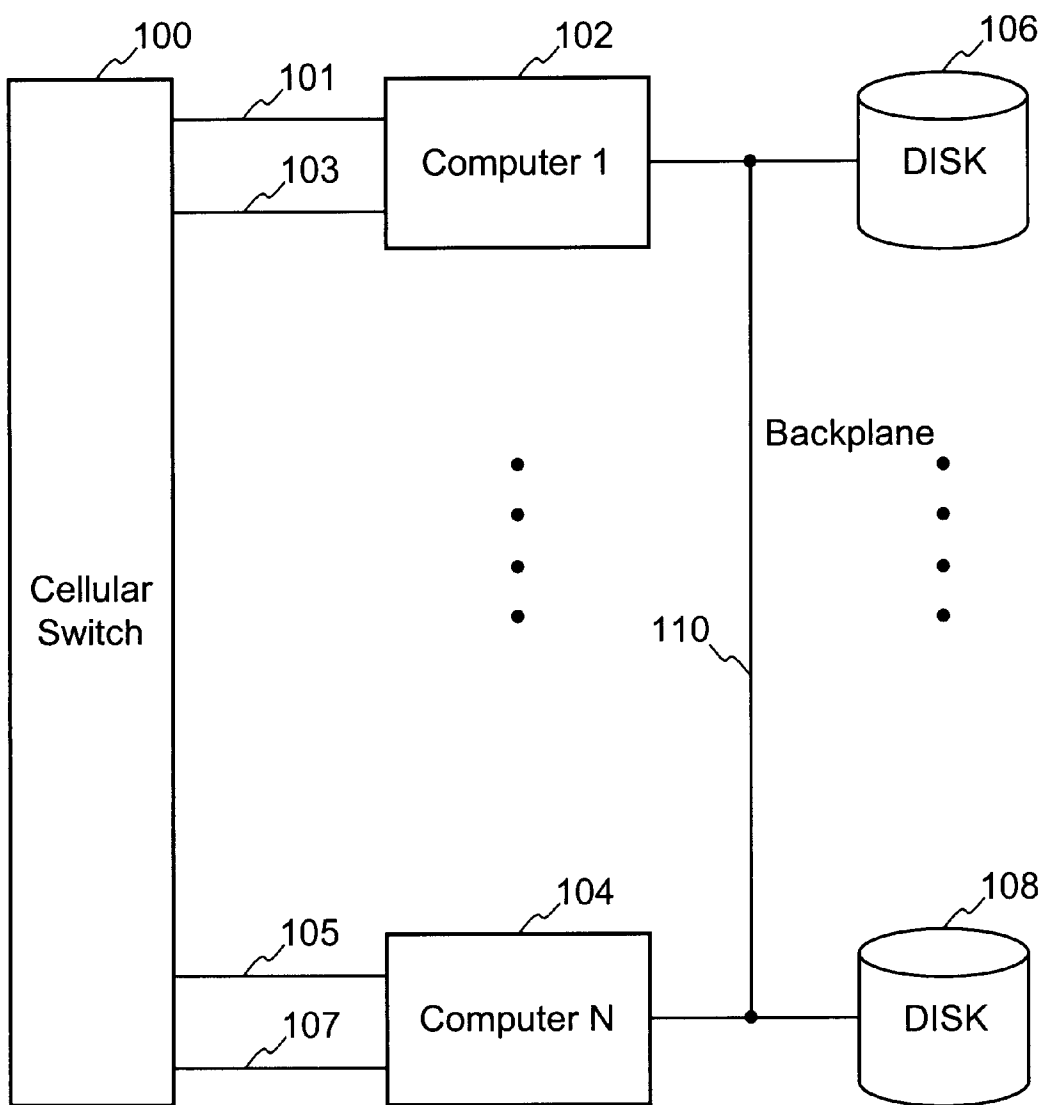 100
102
106
101
103
Computer 1
DISK
Backplane
Cellular
Switch
110
104
108
105
107
Computer N
DISK